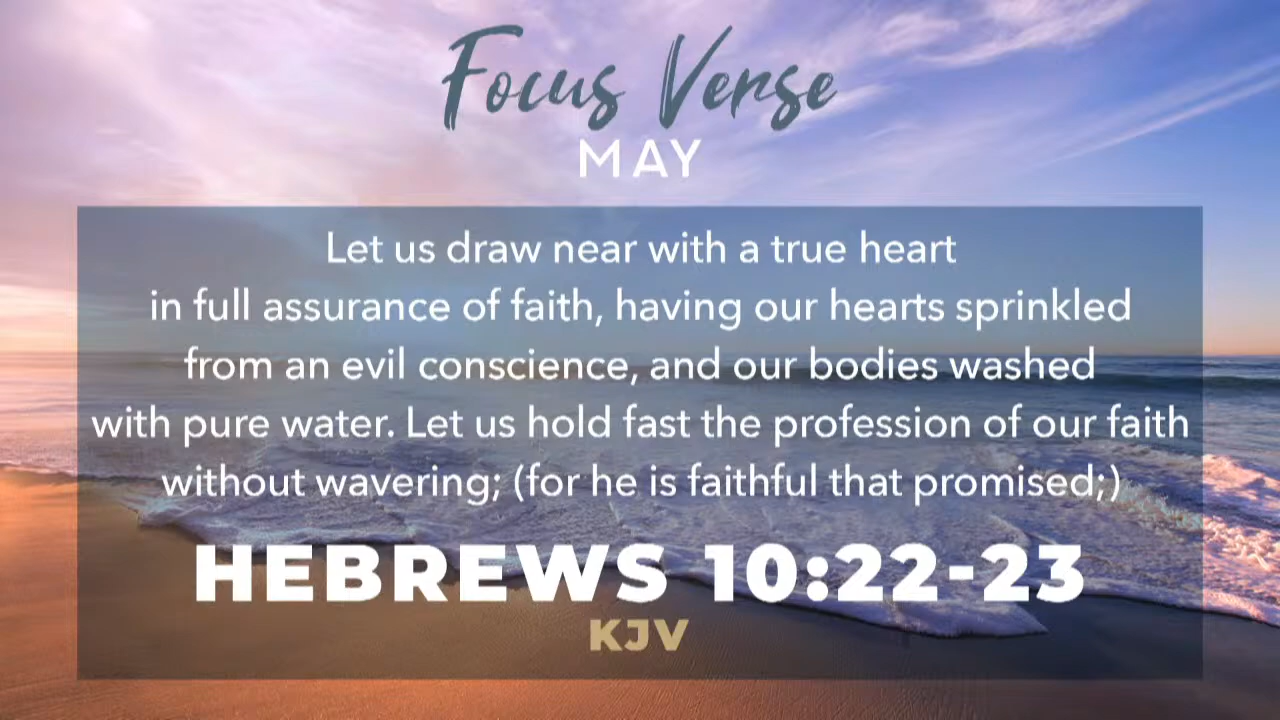 Focus Verse
MAY
Let us draw near with a true heart
in full assurance of faith, having our hearts sprinkled
from an evil conscience, and our bodies washed
with pure water. Let us hold fast the profession of our faith
without wavering; (for he is faithful that promised;)
HEBREWS 10:22-23
KJV